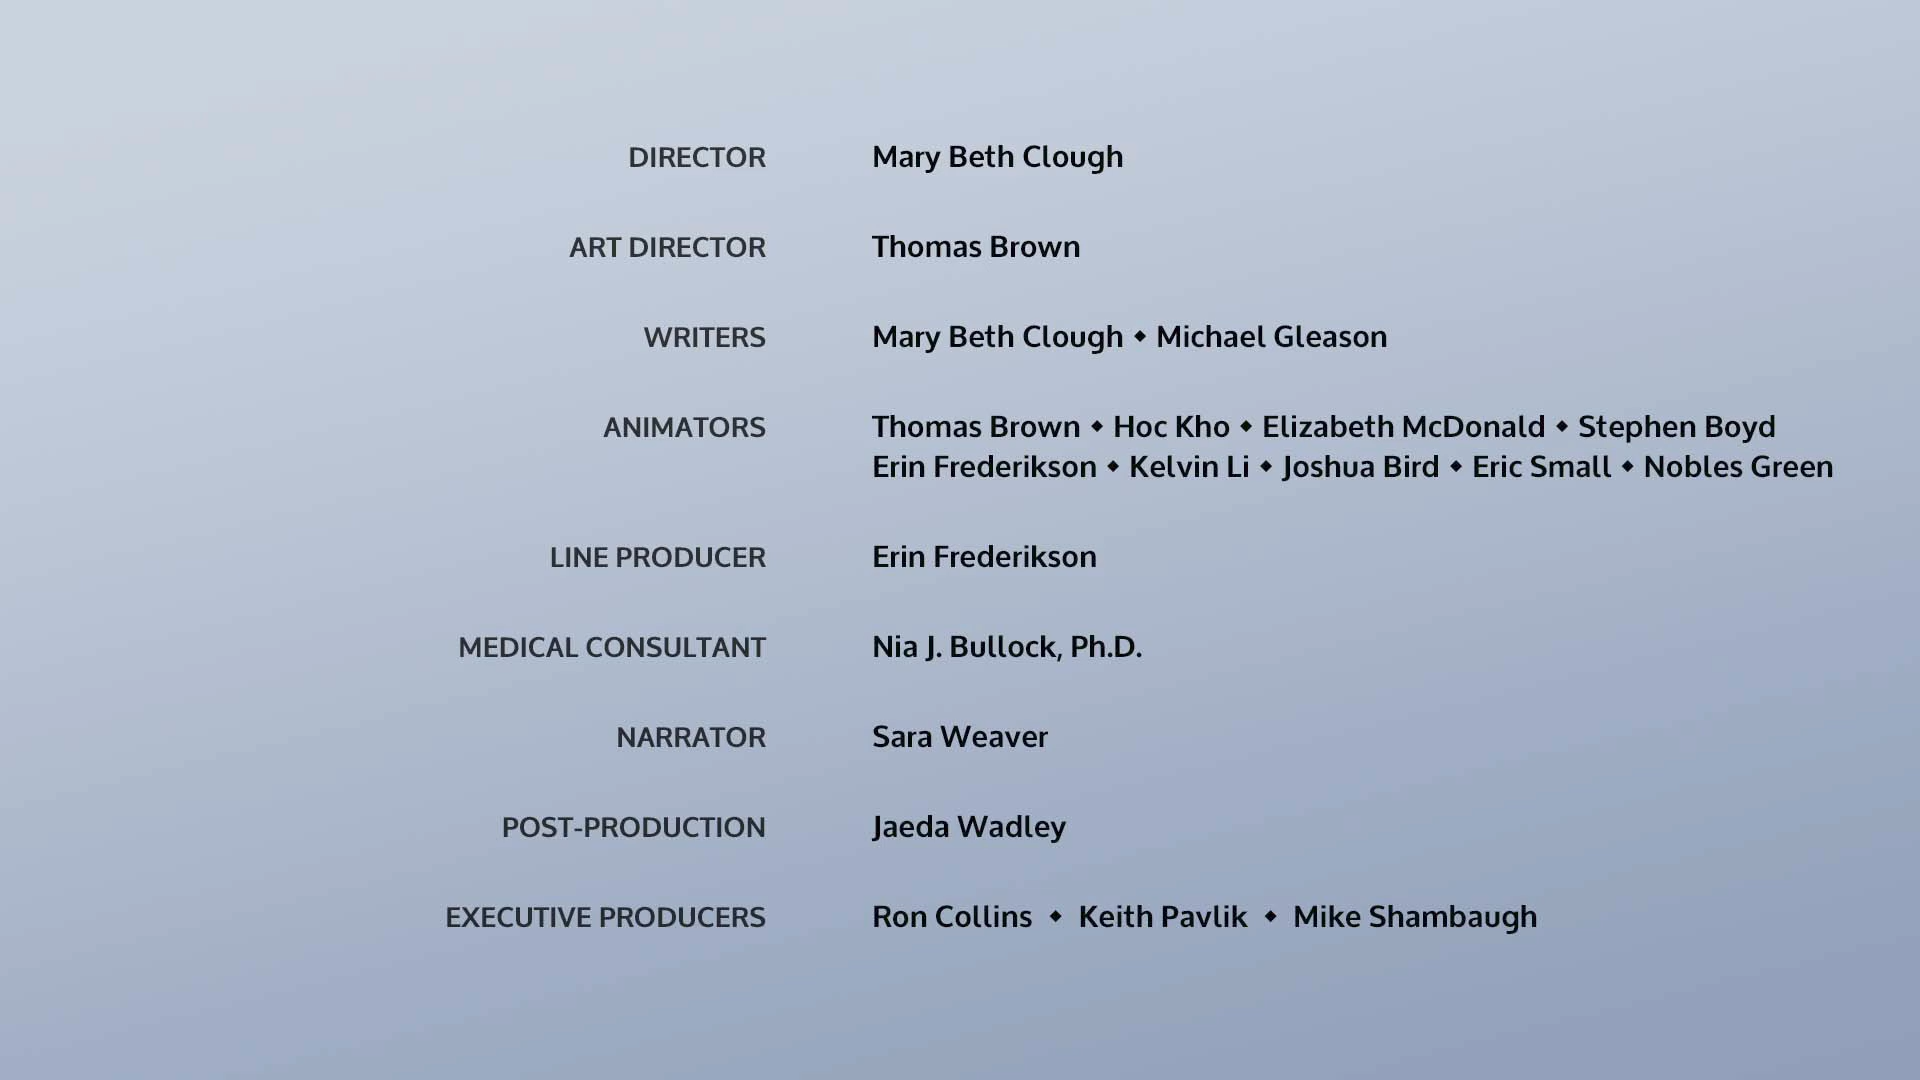 DIRECTOR Mary Beth Clough
ART DIRECTOR Thomas Brown
WRITERS Mary Beth Clough ◆ Michael Gleason
ANIMATORS Thomas Brown ◆ Hoc Kho ◆ Elizabeth McDonald ◆ Stephen Boyd
Erin Frederikson ◆ Kelvin Li ◆ Joshua Bird ◆ Eric Small ◆ Nobles Green
LINE PRODUCER Erin Frederikson
MEDICAL CONSULTANT Nia J. Bullock, Ph.D.
NARRATOR Sara Weaver
POST-PRODUCTION Jaeda Wadley
EXECUTIVE PRODUCERS Ron Collins ◆ Keith Pavlik ◆ Mike Shambaugh